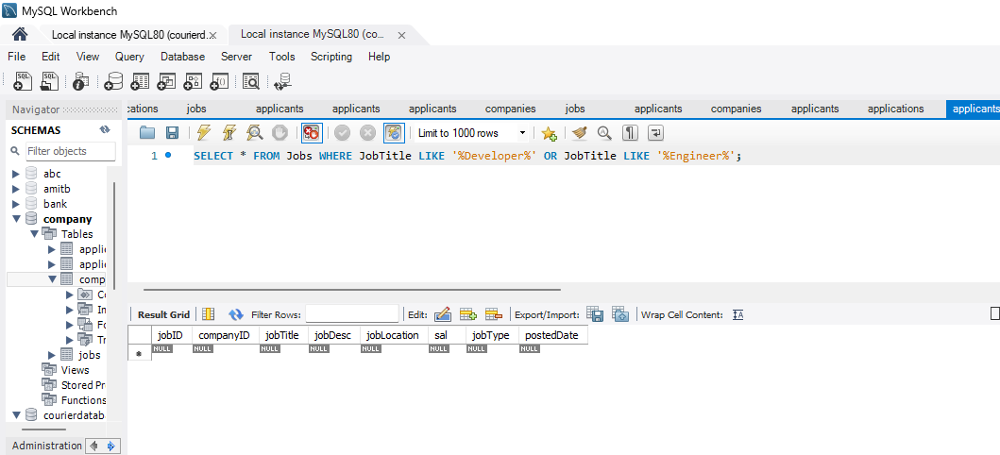 MySQL Workbench
Local instance MySQL80 (courierd... x
Local instance MySQL80 (co... x
File Edit View Query Database Server Tools Scripting Help
Navigator
SCHEMAS
Filter objects
abc
amitb
bank
company
Tables
applic
applic
comp
Co
In
Fo
Tr
jobs
Views
Stored Pr
Functions
courierdatab
Administration
cations jobs applicants applicants applicants companies jobs applicants companies applicants applications applicants
Limit to 1000 rows
1 SELECT * FROM Jobs WHERE JobTitle LIKE '%Developer%' OR JobTitle LIKE '%Engineer%';
Result Grid Filter Rows: Edit: Export/Import: Wrap Cell Content:
jobID companyID jobTitle jobDesc jobLocation sal jobType postedDate
* NULL NULL NULL NULL NULL NULL NULL NULL